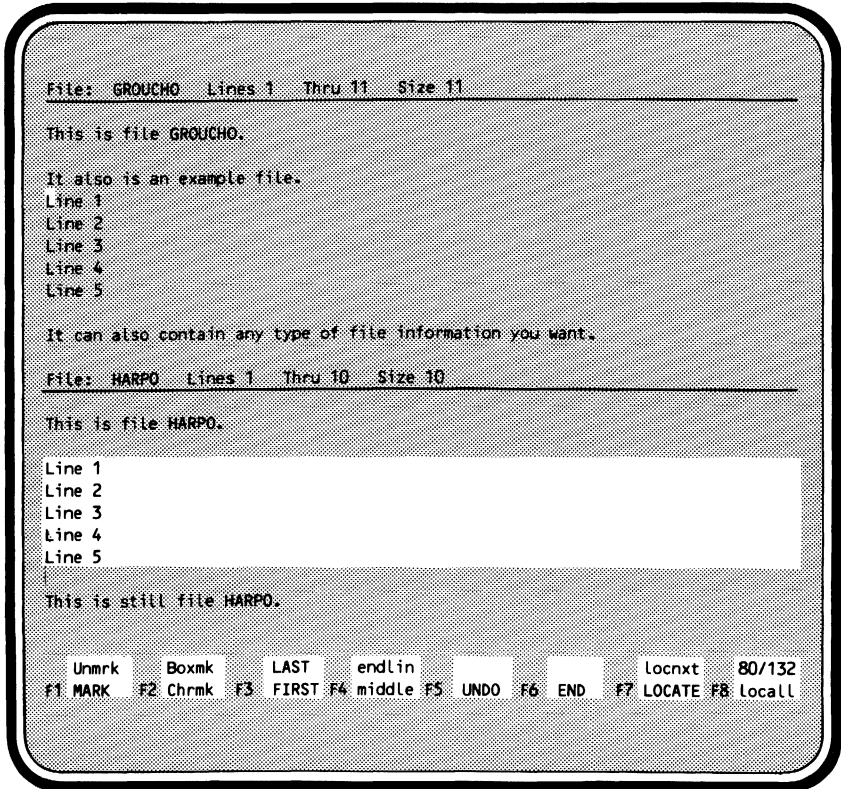 File: GROUCHO Lines 1 Thru 11 Size 11
This is file GROUCHO.
It also is an example file.
Line 1
Line 2
Line 3
Line 4
Line 5
It can also contain any type of file information you want.
File: HARPO Lines 1 Thru 10 Size 10
This is file HARPO.
Line 1
Line 2
Line 3
Line 4
Line 5
This is still file HARPO.
Unmrk Boxmk LAST endlin locnxt 80/132
F1 MARK F2 Chrmk F3 FIRST F4 middle F5 UNDO F6 END F7 LOCATE F8 locall